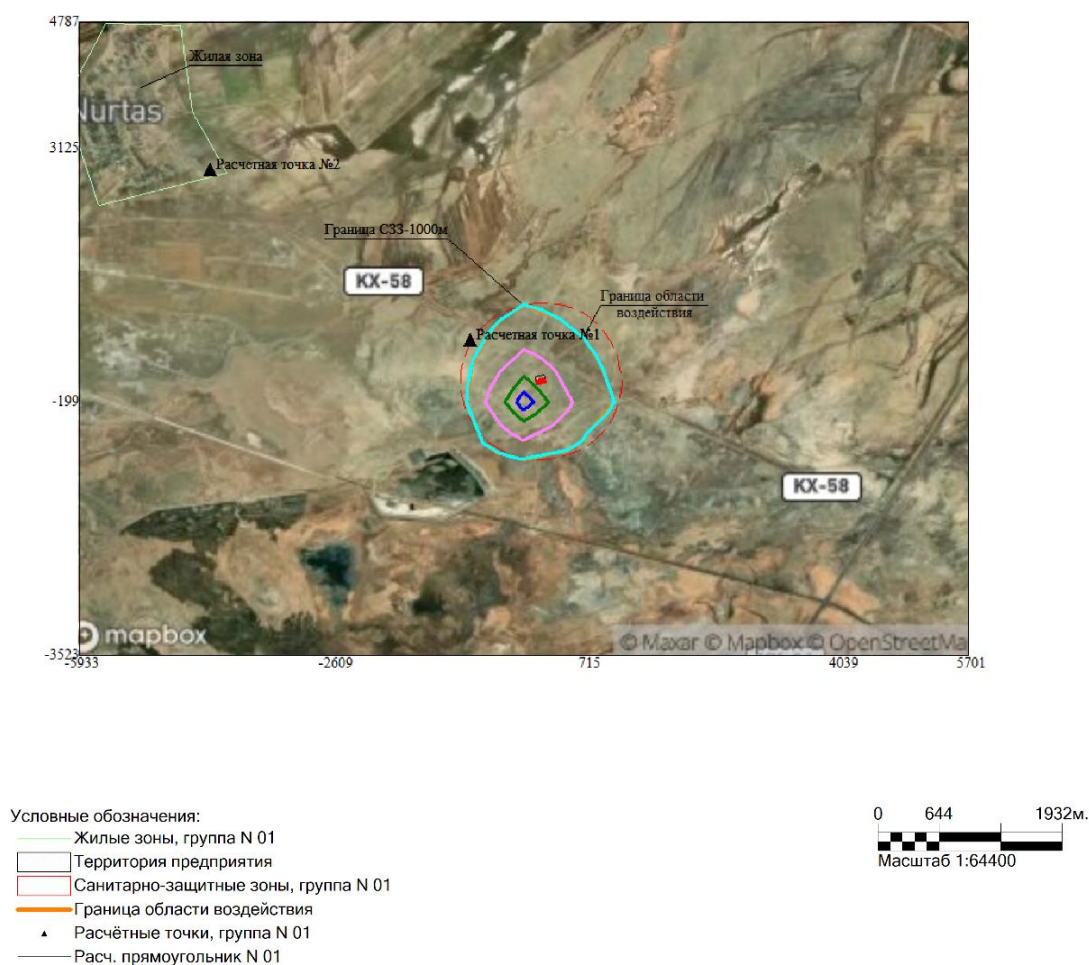 4787
Жилая зона
Nurtas
3125
Расчетная точка №2
Граница СЗЗ-1000м
KX-58
Граница области
воздействия
Расчетная точка №1
-199
KX-58
mapbox
© Maxar © Mapbox © OpenStreetMa
-3523
-5933
-2609
715
4039
5701
Условные обозначения:
Жилые зоны, группа N 01
Территория предприятия
Санитарно-защитные зоны, группа N 01
Граница области воздействия
Расчётные точки, группа N 01
Расч. прямоугольник N 01
0 644 1932м.
Масштаб 1:64400